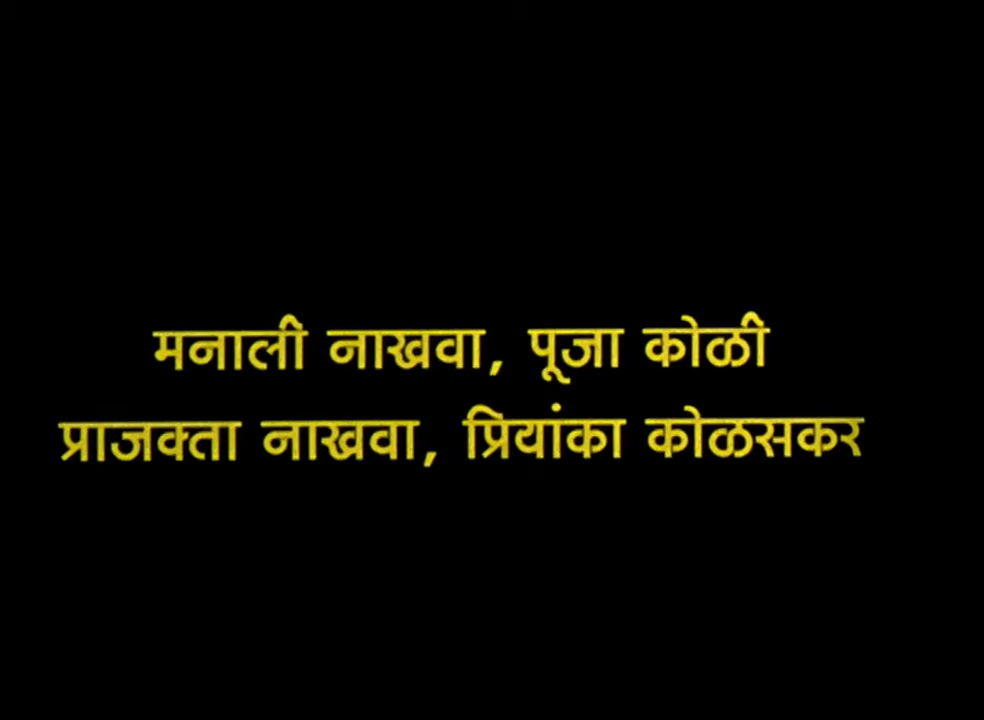 मनाली नाखवा, पूजा कोळी
प्राजक्ता नाखवा, प्रियांका कोळसकर